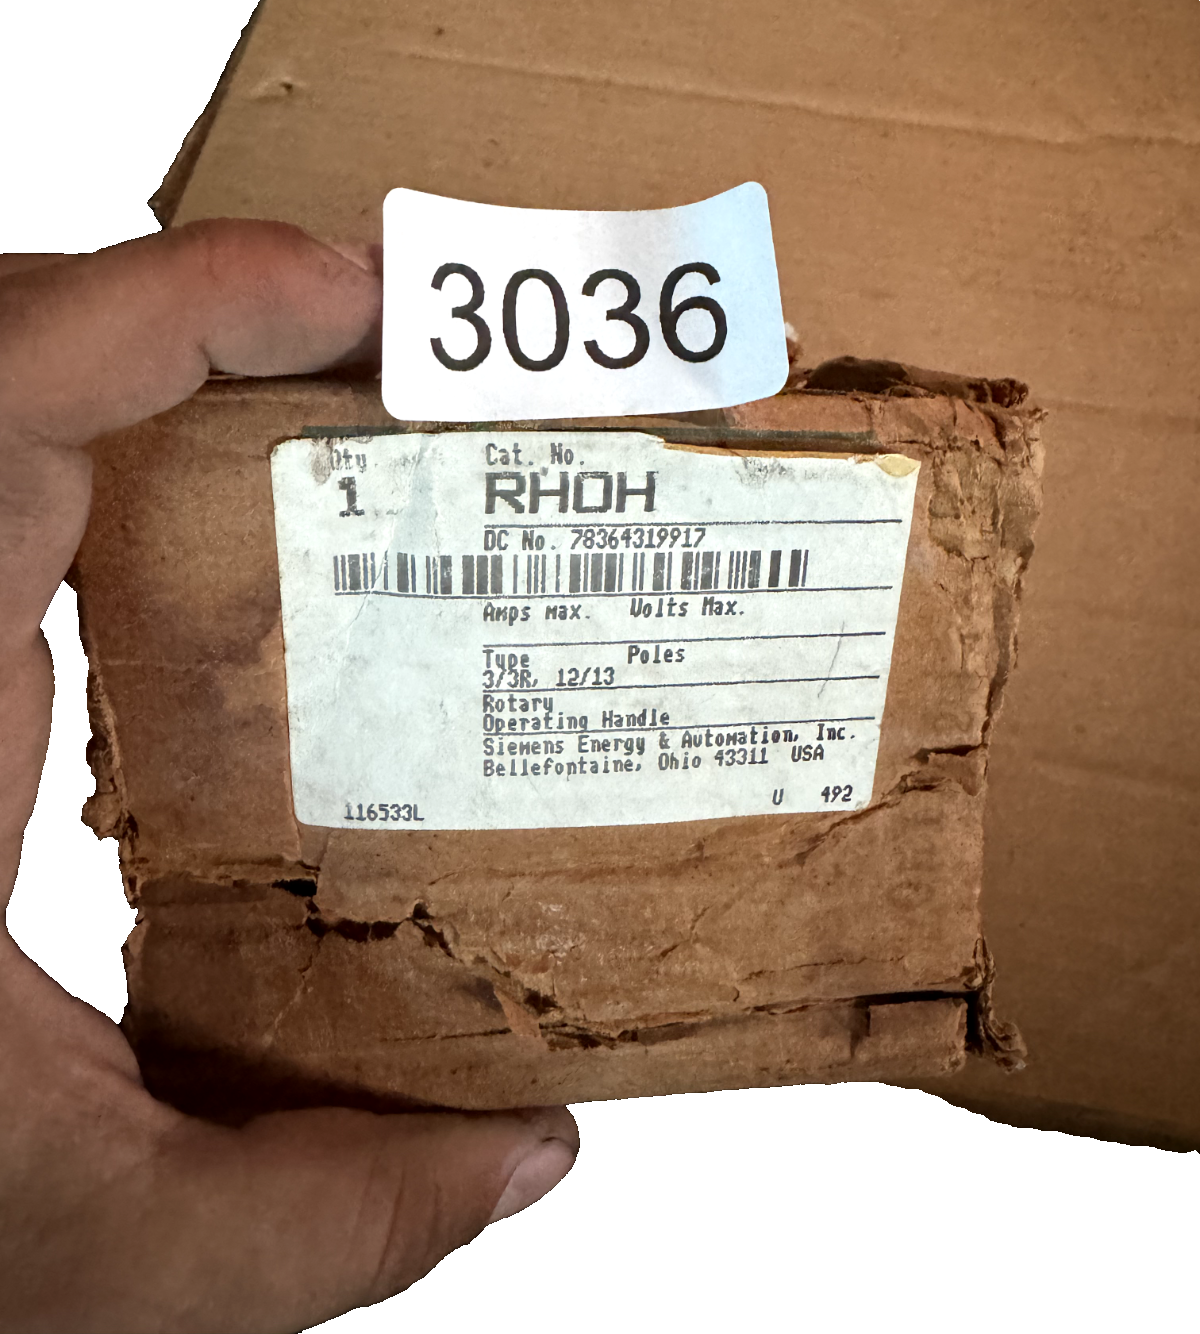 3036
Qty Cat. No.
1 RHOH
DC No. 78364319917
Amps max. Volts Max.
Type Poles
3/3R, 12/13
Rotary
Operating Handle
Siemens Energy & Automation, Inc.
Bellefontaine, Ohio 43311 USA
116533L U 492